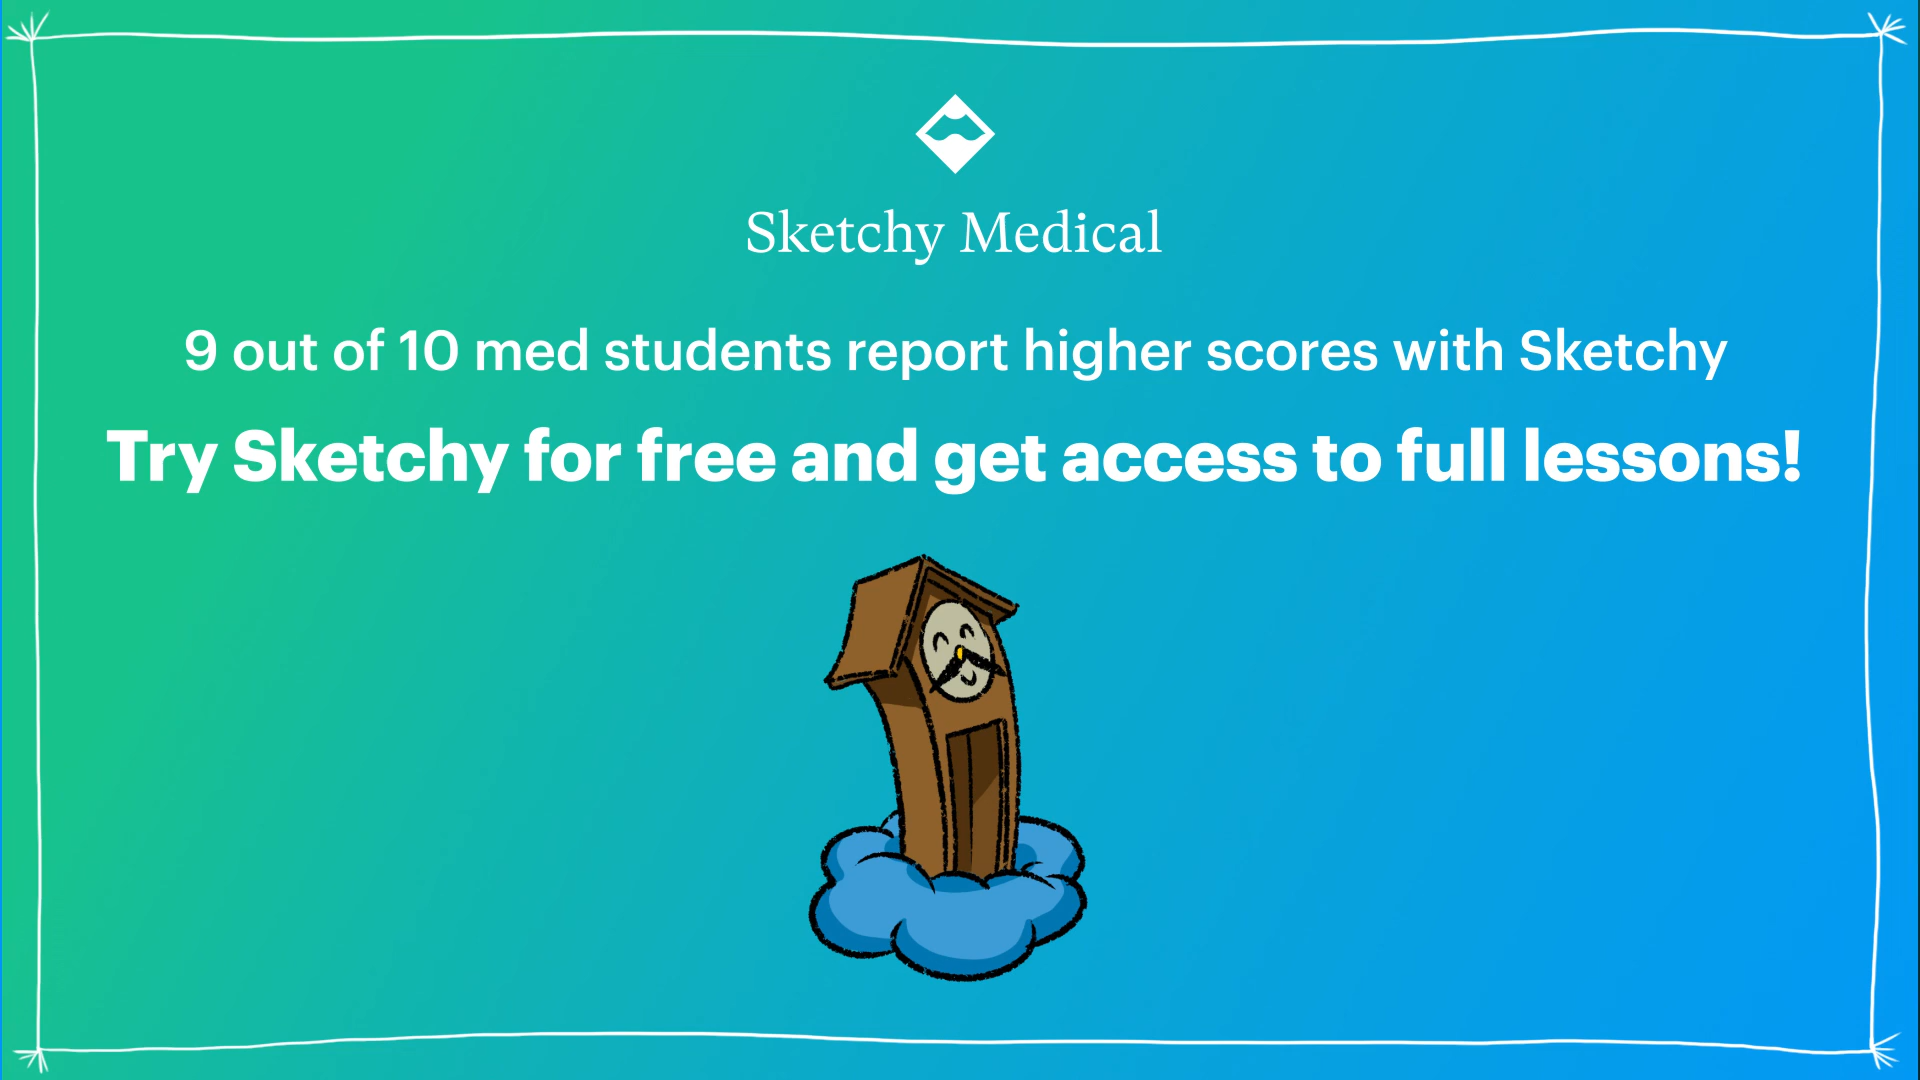 Sketchy Medical
9 out of 10 med students report higher scores with Sketchy
Try Sketchy for free and get access to full lessons!